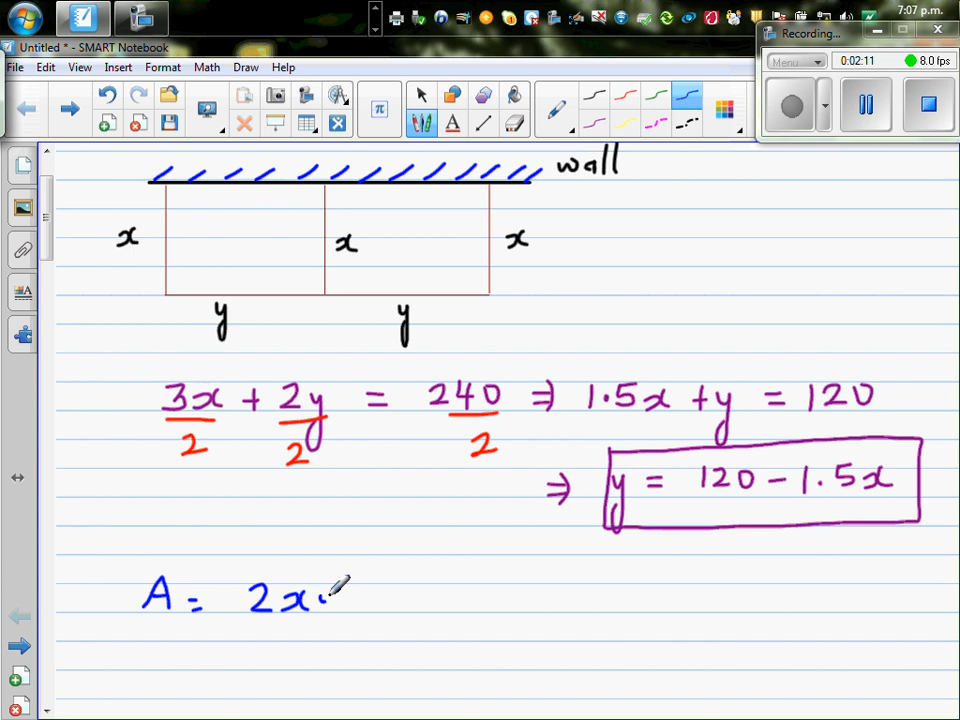 7:07 p.m.
Untitled * - SMART Notebook
Recording...
File Edit View Insert Format Math Draw Help
Menu 0:02:11 8.0 fps
π
A
wall
x x x
y y
3x/2 + 2y/2 = 240/2 ⇒ 1.5x + y = 120
⇒ y = 120 - 1.5x
A = 2x